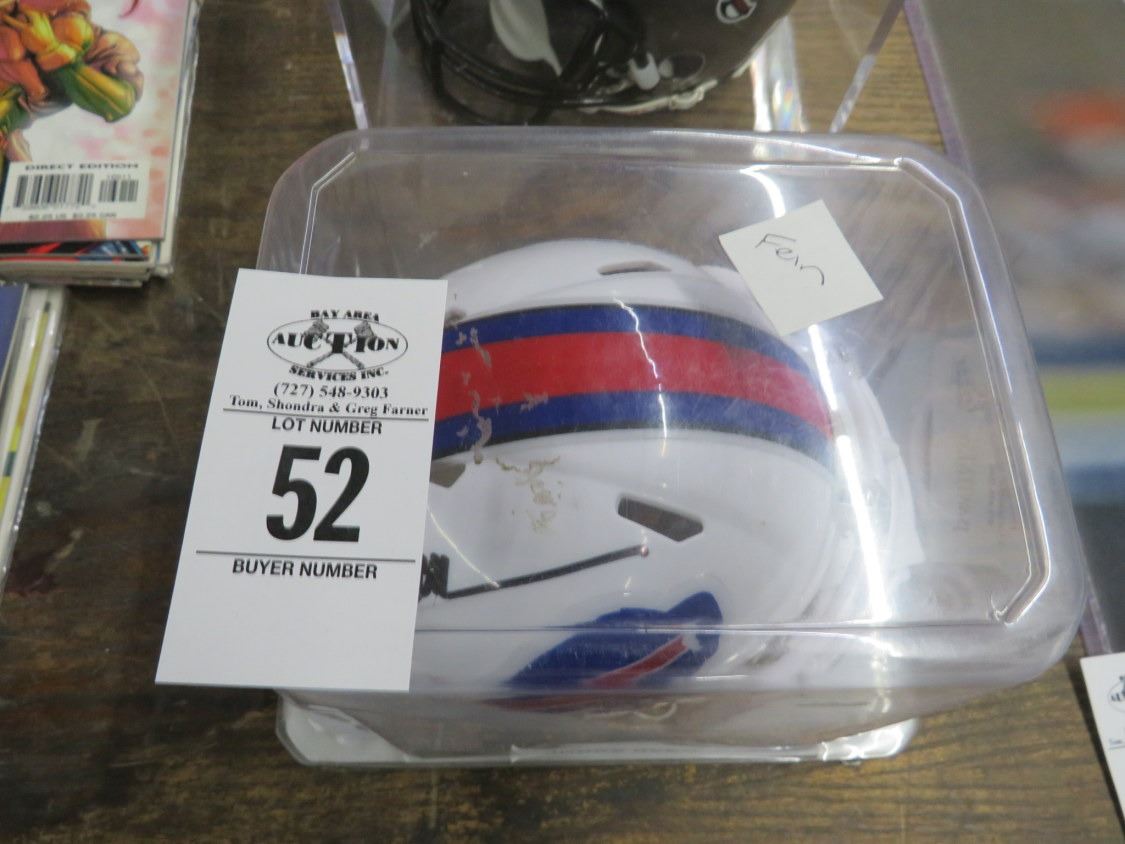 DIRECT EDITION
Fein
BAY AREA
AUCTION
SERVICES INC.
(727) 548-9303
Tom, Shondra & Greg Farner
LOT NUMBER
52
BUYER NUMBER